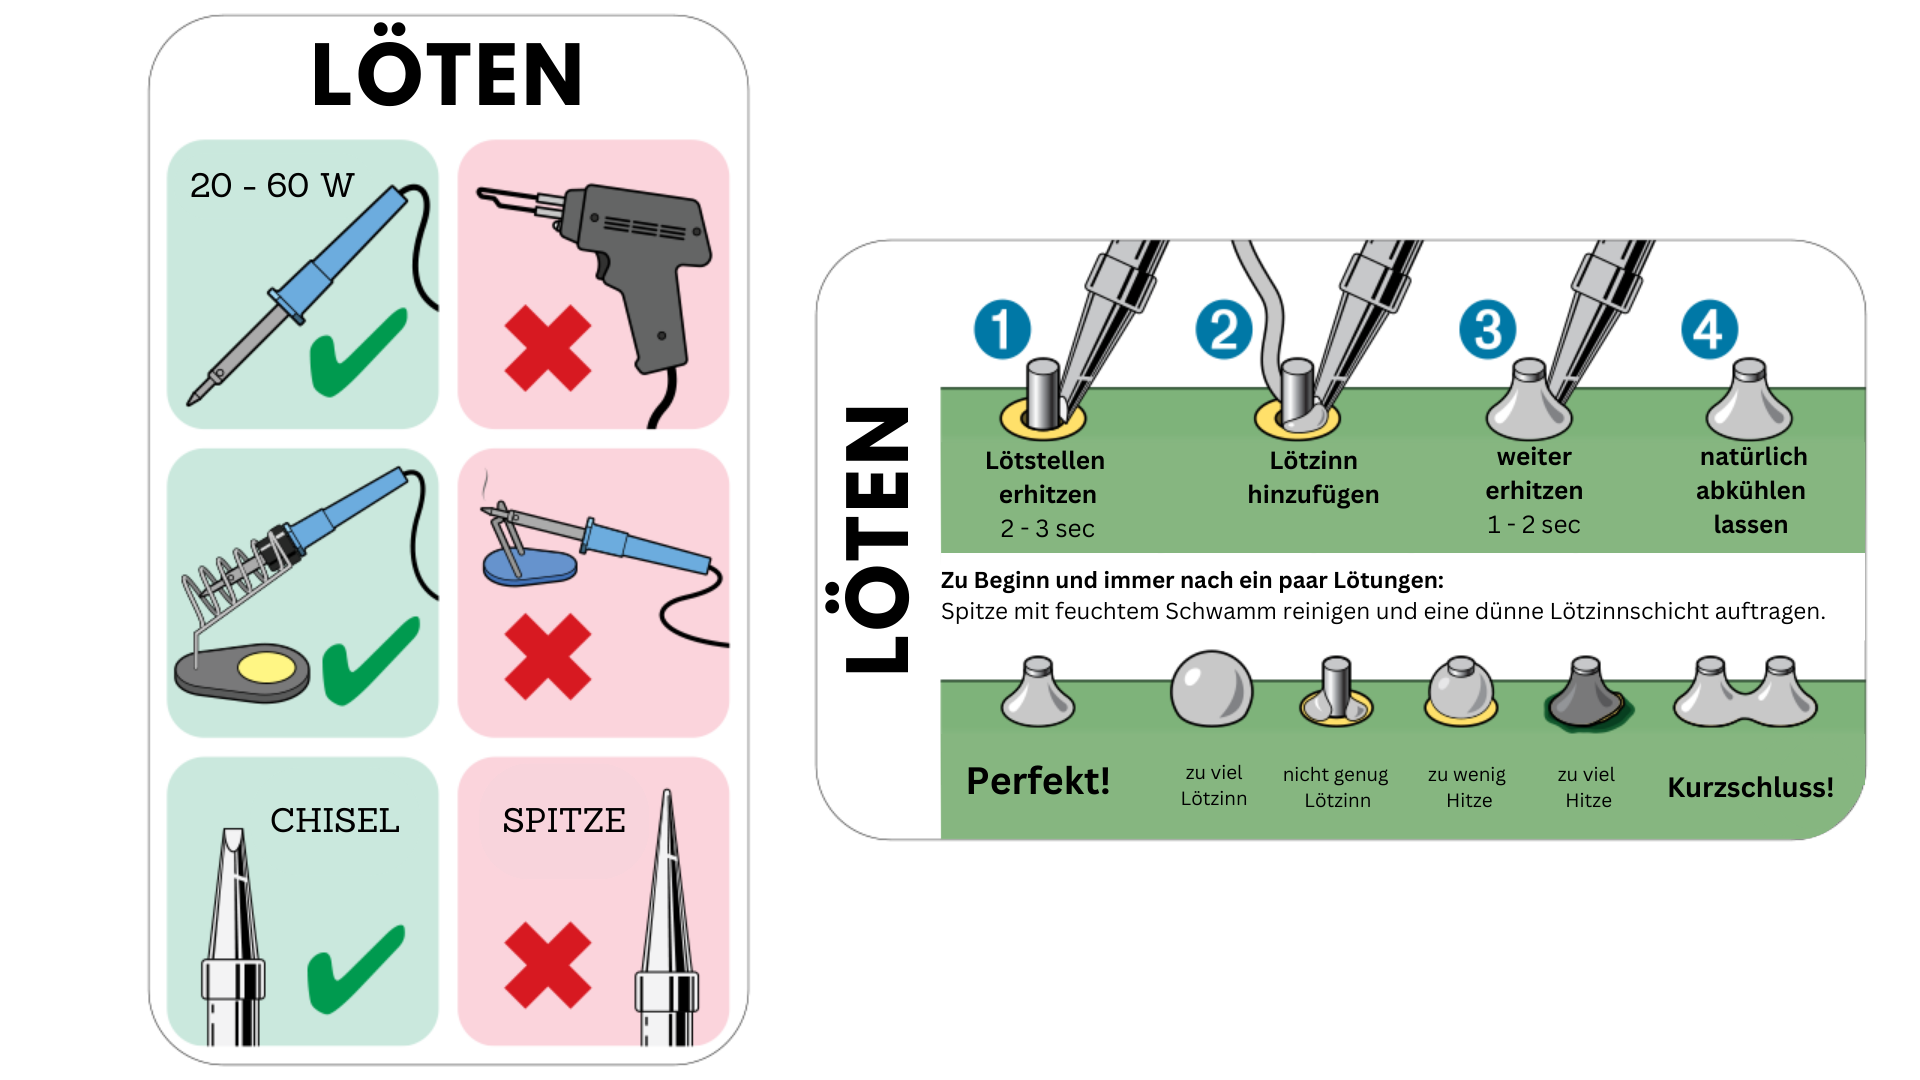 LÖTEN
20 - 60 W
CHISEL
SPITZE
LÖTEN
1
2
3
4
Lötstellen
erhitzen
2 - 3 sec
Lötzinn
hinzufügen
weiter
erhitzen
1 - 2 sec
natürlich
abkühlen
lassen
Zu Beginn und immer nach ein paar Lötungen:
Spitze mit feuchtem Schwamm reinigen und eine dünne Lötzinnschicht auftragen.
Perfekt!
zu viel
Lötzinn
nicht genug
Lötzinn
zu wenig
Hitze
zu viel
Hitze
Kurzschluss!